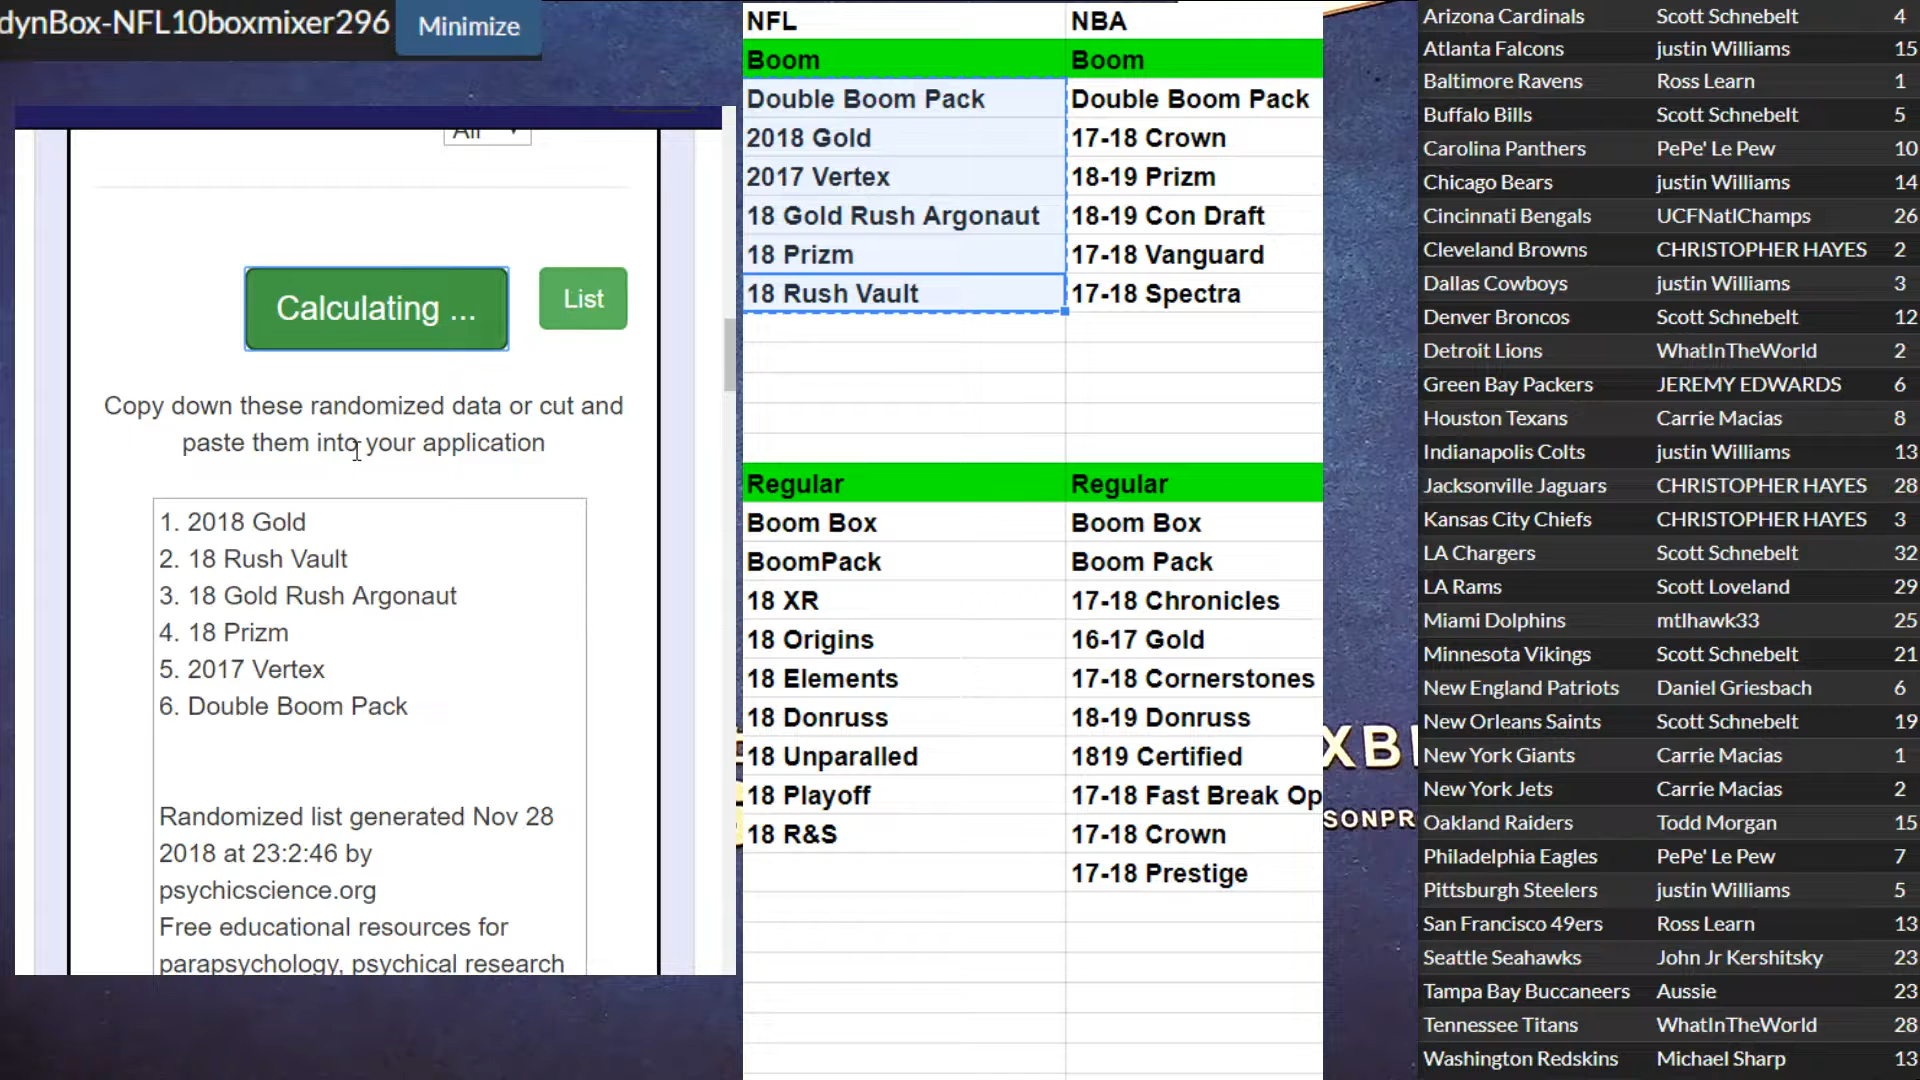 dynBox-NFL10boxmixer296
Minimize
All
Calculating ...
List
Copy down these randomized data or cut and
paste them into your application
1. 2018 Gold
2. 18 Rush Vault
3. 18 Gold Rush Argonaut
4. 18 Prizm
5. 2017 Vertex
6. Double Boom Pack
Randomized list generated Nov 28
2018 at 23:2:46 by
psychicscience.org
Free educational resources for
parapsychology, psychical research
NFL NBA
Boom Boom
Double Boom Pack Double Boom Pack
2018 Gold 17-18 Crown
2017 Vertex 18-19 Prizm
18 Gold Rush Argonaut 18-19 Con Draft
18 Prizm 17-18 Vanguard
18 Rush Vault 17-18 Spectra
Regular Regular
Boom Box Boom Box
BoomPack Boom Pack
18 XR 17-18 Chronicles
18 Origins 16-17 Gold
18 Elements 17-18 Cornerstones
18 Donruss 18-19 Donruss
18 Unparalled 1819 Certified
18 Playoff 17-18 Fast Break Op
18 R&S 17-18 Crown
17-18 Prestige
XB
SONPR
Arizona Cardinals Scott Schnebelt 4
Atlanta Falcons justin Williams 15
Baltimore Ravens Ross Learn 1
Buffalo Bills Scott Schnebelt 5
Carolina Panthers PePe' Le Pew 10
Chicago Bears justin Williams 14
Cincinnati Bengals UCFNatlChamps 26
Cleveland Browns CHRISTOPHER HAYES 2
Dallas Cowboys justin Williams 3
Denver Broncos Scott Schnebelt 12
Detroit Lions WhatInTheWorld 2
Green Bay Packers JEREMY EDWARDS 6
Houston Texans Carrie Macias 8
Indianapolis Colts justin Williams 13
Jacksonville Jaguars CHRISTOPHER HAYES 28
Kansas City Chiefs CHRISTOPHER HAYES 3
LA Chargers Scott Schnebelt 32
LA Rams Scott Loveland 29
Miami Dolphins mtlhawk33 25
Minnesota Vikings Scott Schnebelt 21
New England Patriots Daniel Griesbach 6
New Orleans Saints Scott Schnebelt 19
New York Giants Carrie Macias 1
New York Jets Carrie Macias 2
Oakland Raiders Todd Morgan 15
Philadelphia Eagles PePe' Le Pew 7
Pittsburgh Steelers justin Williams 5
San Francisco 49ers Ross Learn 13
Seattle Seahawks John Jr Kershitsky 23
Tampa Bay Buccaneers Aussie 23
Tennessee Titans WhatInTheWorld 28
Washington Redskins Michael Sharp 13